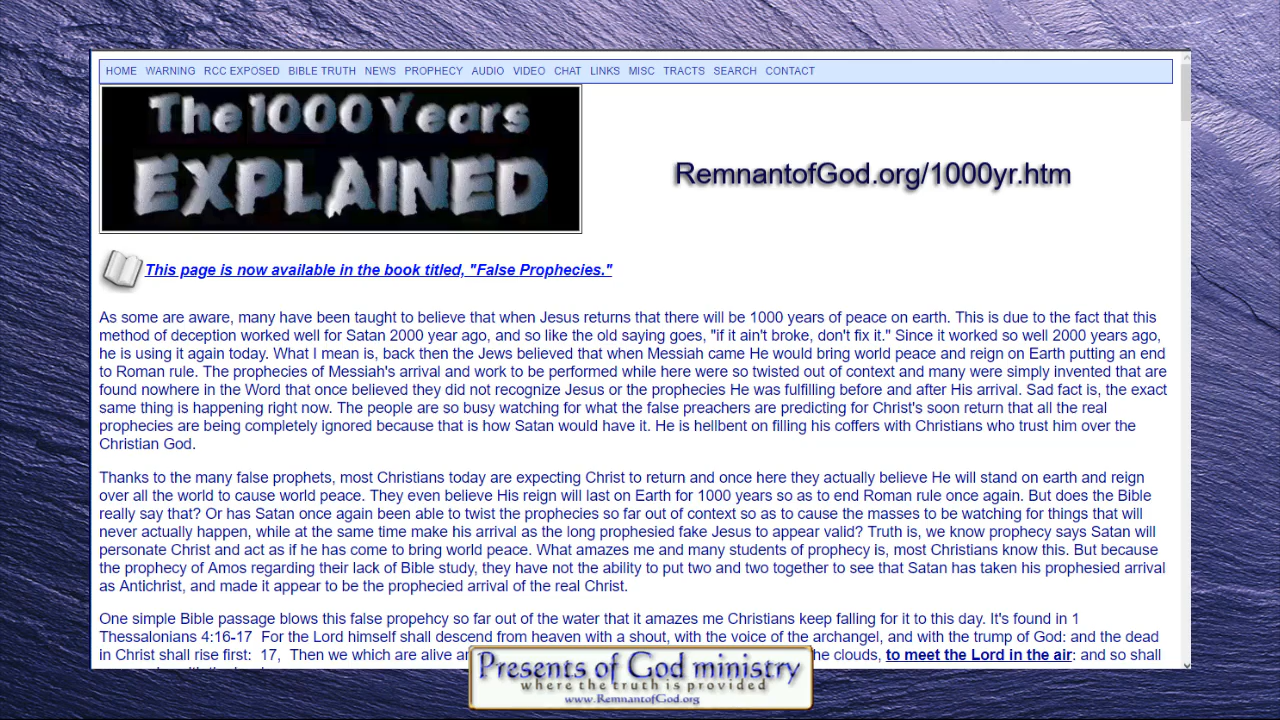 HOME WARNING RCC EXPOSED BIBLE TRUTH NEWS PROPHECY AUDIO VIDEO CHAT LINKS MISC TRACTS SEARCH CONTACT
The 1000 Years
EXPLAINED
RemnantofGod.org/1000yr.htm
This page is now available in the book titled, "False Prophecies."
As some are aware, many have been taught to believe that when Jesus returns that there will be 1000 years of peace on earth. This is due to the fact that this
method of deception worked well for Satan 2000 year ago, and so like the old saying goes, "if it ain't broke, don't fix it." Since it worked so well 2000 years ago,
he is using it again today. What I mean is, back then the Jews believed that when Messiah came He would bring world peace and reign on Earth putting an end
to Roman rule. The prophecies of Messiah's arrival and work to be performed while here were so twisted out of context and many were simply invented that are
found nowhere in the Word that once believed they did not recognize Jesus or the prophecies He was fulfilling before and after His arrival. Sad fact is, the exact
same thing is happening right now. The people are so busy watching for what the false preachers are predicting for Christ's soon return that all the real
prophecies are being completely ignored because that is how Satan would have it. He is hellbent on filling his coffers with Christians who trust him over the
Christian God.
Thanks to the many false prophets, most Christians today are expecting Christ to return and once here they actually believe He will stand on earth and reign
over all the world to cause world peace. They even believe His reign will last on Earth for 1000 years so as to end Roman rule once again. But does the Bible
really say that? Or has Satan once again been able to twist the prophecies so far out of context so as to cause the masses to be watching for things that will
never actually happen, while at the same time make his arrival as the long prophesied fake Jesus to appear valid? Truth is, we know prophecy says Satan will
personate Christ and act as if he has come to bring world peace. What amazes me and many students of prophecy is, most Christians know this. But because
the prophecy of Amos regarding their lack of Bible study, they have not the ability to put two and two together to see that Satan has taken his prophesied arrival
as Antichrist, and made it appear to be the prophecied arrival of the real Christ.
One simple Bible passage blows this false propehcy so far out of the water that it amazes me Christians keep falling for it to this day. It's found in 1
Thessalonians 4:16-17 For the Lord himself shall descend from heaven with a shout, with the voice of the archangel, and with the trump of God: and the dead
in Christ shall rise first: 17, Then we which are alive the clouds, to meet the Lord in the air: and so shall
Presents of God ministry
where the truth is provided
www.RemnantofGod.org